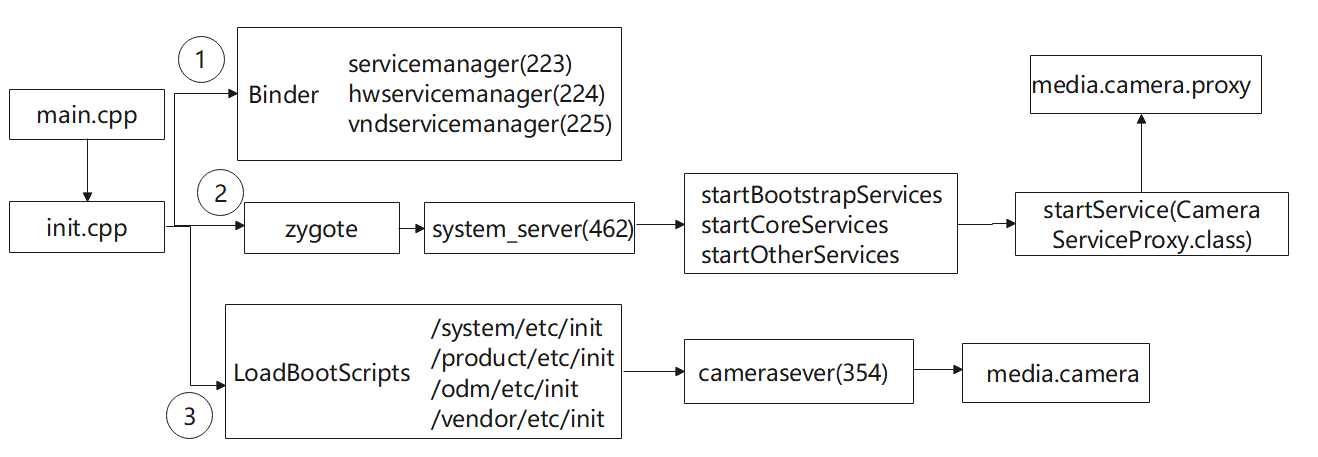 main.cpp
init.cpp
1
Binder
servicemanager(223)
hwservicemanager(224)
vndservicemanager(225)
2
zygote
system_server(462)
startBootstrapServices
startCoreServices
startOtherServices
startService(Camera
ServiceProxy.class)
media.camera.proxy
3
LoadBootScripts
/system/etc/init
/product/etc/init
/odm/etc/init
/vendor/etc/init
camerasever(354)
media.camera